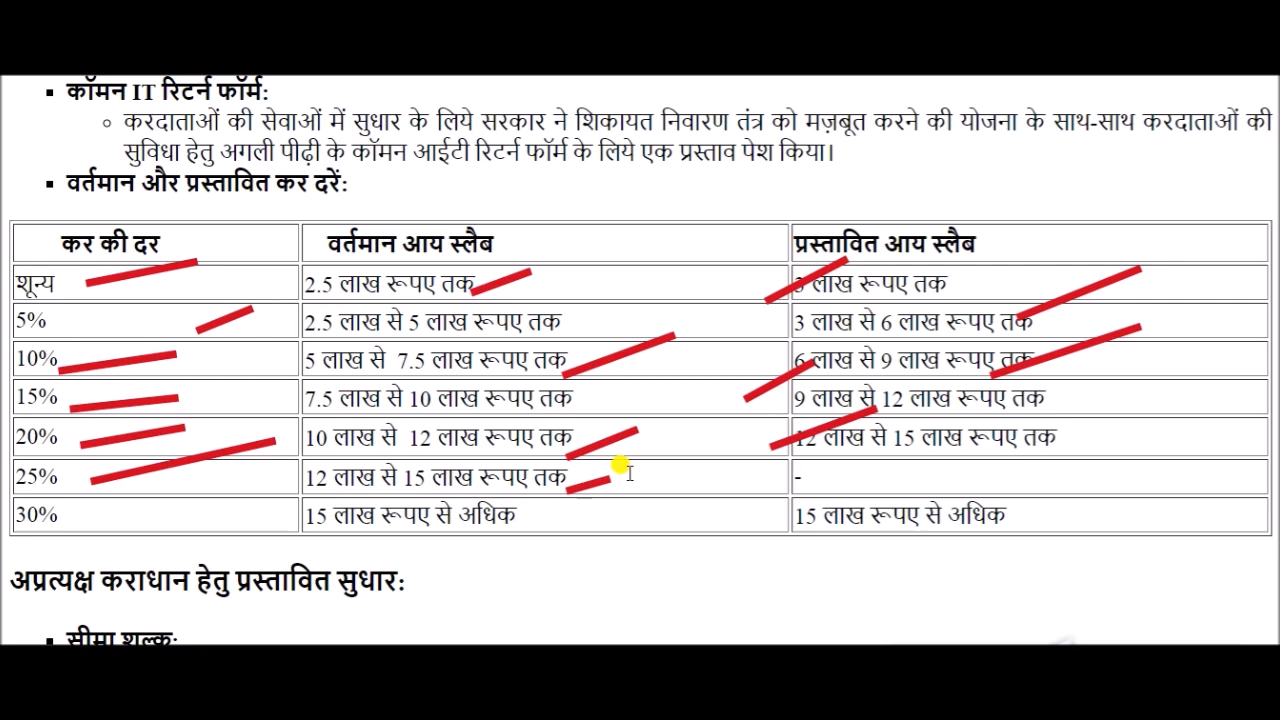 ▪ कॉमन IT रिटर्न फॉर्म:
○ करदाताओं की सेवाओं में सुधार के लिये सरकार ने शिकायत निवारण तंत्र को मज़बूत करने की योजना के साथ-साथ करदाताओं की
सुविधा हेतु अगली पीढ़ी के कॉमन आईटी रिटर्न फॉर्म के लिये एक प्रस्ताव पेश किया।
▪ वर्तमान और प्रस्तावित कर दरें:
कर की दर वर्तमान आय स्लैब प्रस्तावित आय स्लैब
शून्य 2.5 लाख रूपए तक 3 लाख रूपए तक
5% 2.5 लाख से 5 लाख रूपए तक 3 लाख से 6 लाख रूपए तक
10% 5 लाख से 7.5 लाख रूपए तक 6 लाख से 9 लाख रूपए तक
15% 7.5 लाख से 10 लाख रूपए तक 9 लाख से 12 लाख रूपए तक
20% 10 लाख से 12 लाख रूपए तक 12 लाख से 15 लाख रूपए तक
25% 12 लाख से 15 लाख रूपए तक -
30% 15 लाख रूपए से अधिक 15 लाख रूपए से अधिक
अप्रत्यक्ष कराधान हेतु प्रस्तावित सुधार:
▪ सीमा शुल्क: